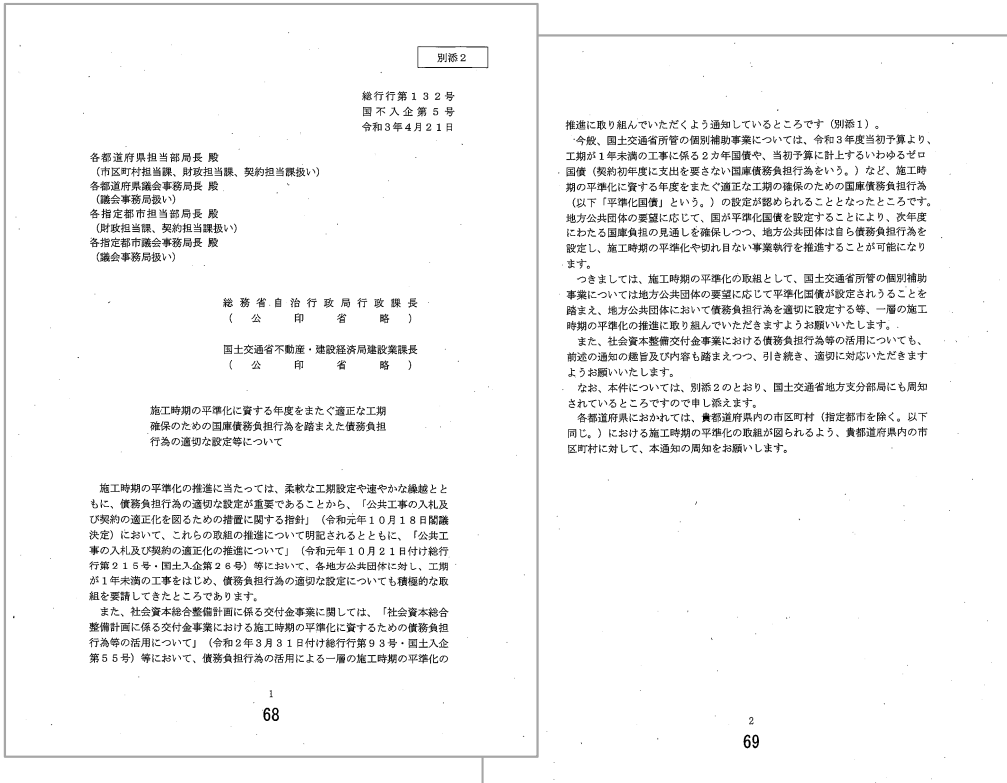 別添2
総行行第132号
国不入企第5号
令和3年4月21日
各都道府県担当部局長 殿
(市区町村担当課、財政担当課、契約担当課扱い)
各都道府県議会事務局長 殿
(議会事務局扱い)
各指定都市担当部局長 殿
(財政担当課、契約担当課扱い)
各指定都市議会事務局長 殿
(議会事務局扱い)
総務省自治行政局行政課長
(公印省略)
国土交通省不動産・建設経済局建設業課長
(公印省略)
施工時期の平準化に資する年度をまたぐ適正な工期
確保のための国庫債務負担行為を踏まえた債務負担
行為の適切な設定等について
施工時期の平準化の推進に当たっては、柔軟な工期設定や速やかな繰越とと
もに、債務負担行為の適切な設定が重要であることから、「公共工事の入札及
び契約の適正化を図るための措置に関する指針」(令和元年10月18日閣議
決定)において、これらの取組の推進について明記されるとともに、「公共工
事の入札及び契約の適正化の推進について」(令和元年10月21日付け総行
行第215号・国土入企第26号)等において、各地方公共団体に対し、工期
が1年未満の工事をはじめ、債務負担行為の適切な設定についても積極的な取
組を要請してきたところであります。
また、社会資本総合整備計画に係る交付金事業に関しては、「社会資本総合
整備計画に係る交付金事業における施工時期の平準化に資するための債務負担
行為等の活用について」(令和2年3月31日付け総行行第93号・国土入企
第55号)等において、債務負担行為の活用による一層の施工時期の平準化の
1
68
推進に取り組んでいただくよう通知しているところです(別添1)。
今般、国土交通省所管の個別補助事業については、令和3年度当初予算より、
工期が1年未満の工事に係る2カ年国債や、当初予算に計上するいわゆるゼロ
国債(契約初年度に支出を要さない国庫債務負担行為をいう。)など、施工時
期の平準化に資する年度をまたぐ適正な工期の確保のための国庫債務負担行為
(以下「平準化国債」という。)の設定が認められることとなったところです。
地方公共団体の要望に応じて、国が平準化国債を設定することにより、次年度
にわたる国庫負担の見通しを確保しつつ、地方公共団体は自ら債務負担行為を
設定し、施工時期の平準化や切れ目ない事業執行を推進することが可能になり
ます。
つきましては、施工時期の平準化の取組として、国土交通省所管の個別補助
事業については地方公共団体の要望に応じて平準化国債が設定されうることを
踏まえ、地方公共団体において債務負担行為を適切に設定する等、一層の施工
時期の平準化の推進に取り組んでいただきますようお願いいたします。
また、社会資本整備交付金事業における債務負担行為等の活用についても、
前述の通知の趣旨及び内容も踏まえつつ、引き続き、適切に対応いただきます
ようお願いいたします。
なお、本件については、別添2のとおり、国土交通省地方支分部局にも周知
されているところですので申し添えます。
各都道府県におかれては、貴都道府県内の市区町村(指定都市を除く。以下
同じ。)における施工時期の平準化の取組が図られるよう、貴都道府県内の市
区町村に対して、本通知の周知をお願いします。
2
69